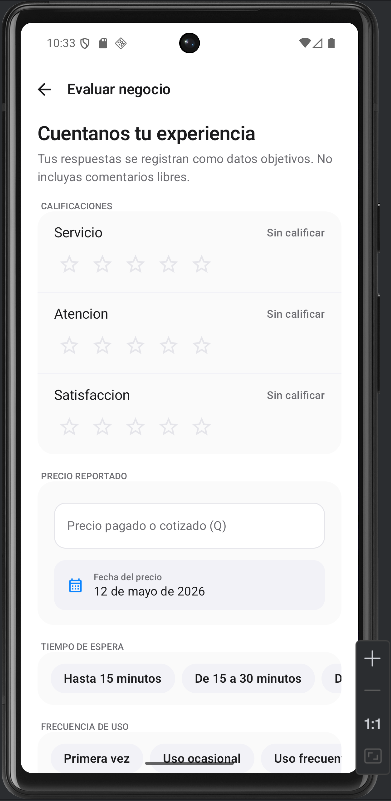 10:33
Evaluar negocio
Cuentanos tu experiencia
Tus respuestas se registran como datos objetivos. No
incluyas comentarios libres.
CALIFICACIONES
Servicio
Sin calificar
Atencion
Sin calificar
Satisfaccion
Sin calificar
PRECIO REPORTADO
Precio pagado o cotizado (Q)
Fecha del precio
12 de mayo de 2026
TIEMPO DE ESPERA
Hasta 15 minutos
De 15 a 30 minutos
D
FRECUENCIA DE USO
Primera vez
Uso ocasional
Uso frecuen
1:1